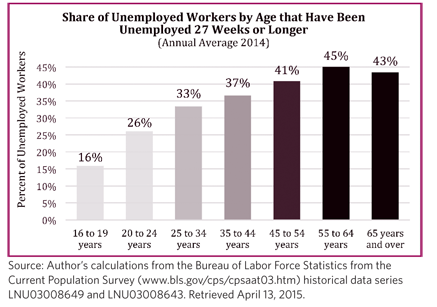 Share of Unemployed Workers by Age that Have Been
Unemployed 27 Weeks or Longer
(Annual Average 2014)
Percent of Unemployed Workers
45%
40%
35%
30%
25%
20%
15%
10%
5%
0%
16%
26%
33%
37%
41%
45%
43%
16 to 19 years
20 to 24 years
25 to 34 years
35 to 44 years
45 to 54 years
55 to 64 years
65 years and over
Source: Author's calculations from the Bureau of Labor Force Statistics from the
Current Population Survey (www.bls.gov/cps/cpsaat03.htm) historical data series
LNU03008649 and LNU03008643. Retrieved April 13, 2015.